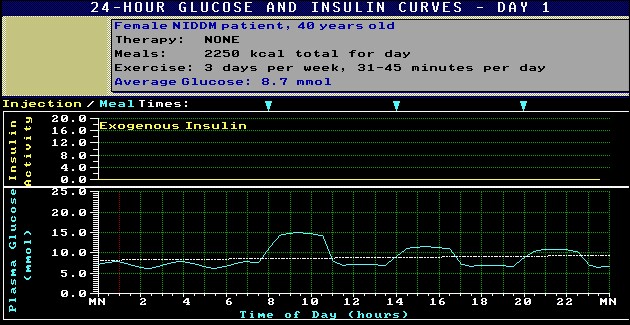 24-HOUR GLUCOSE AND INSULIN CURVES - DAY 1
Female NIDDM patient, 40 years old
Therapy: NONE
Meals: 2250 kcal total for day
Exercise: 3 days per week, 31-45 minutes per day
Average Glucose: 8.7 mmol
Injection / Meal Times:
Insulin Activity
20.0
16.0
12.0
8.0
4.0
0.0
Exogenous Insulin
Plasma Glucose (mmol)
25.0
20.0
15.0
10.0
5.0
0.0
MN 2 4 6 8 10 12 14 16 18 20 22 MN
Time of Day (hours)